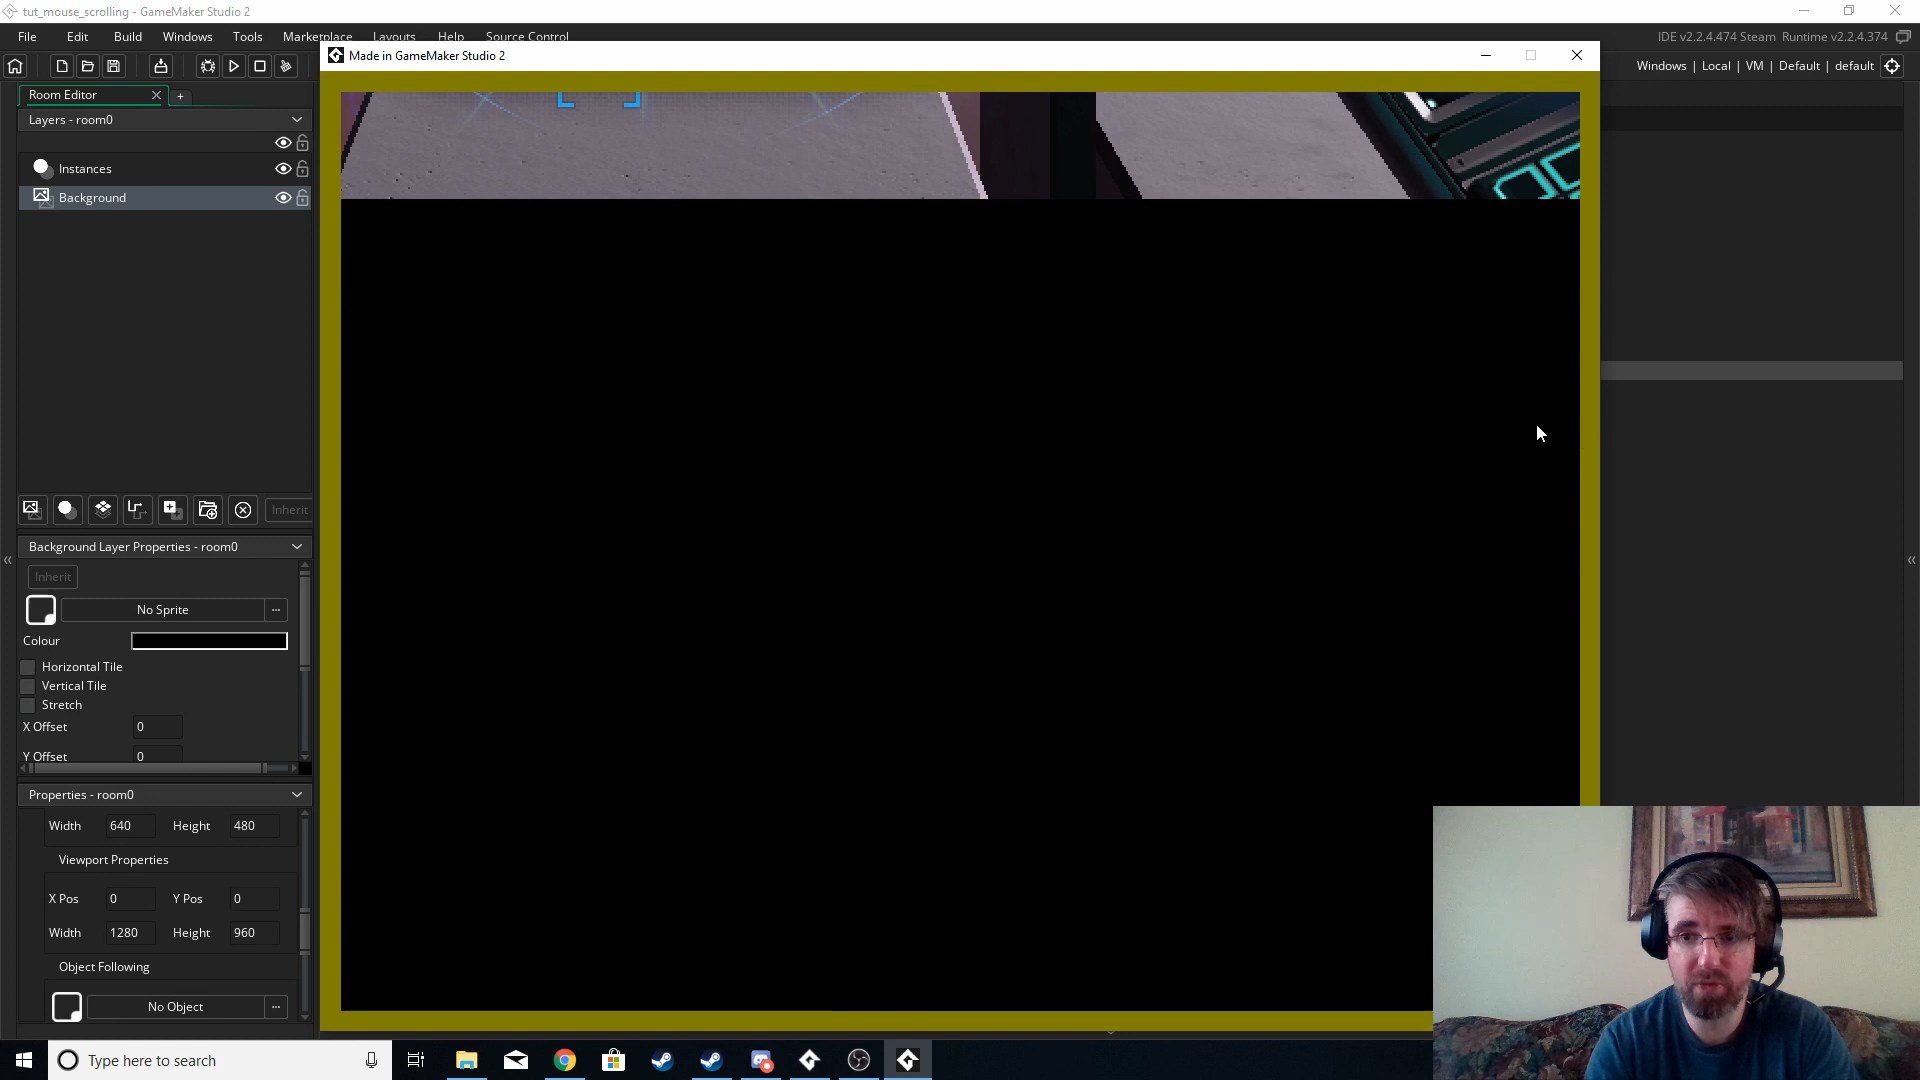 tut_mouse_scrolling - GameMaker Studio 2
File Edit Build Windows Tools Marketplace Layouts Help Source Control
IDE v2.2.4.474 Steam Runtime v2.2.4.374
Made in GameMaker Studio 2
Windows | Local | VM | Default | default
Room Editor
Layers - room0
Instances
Background
Inherit
Background Layer Properties - room0
Inherit
No Sprite ...
Colour
Horizontal Tile
Vertical Tile
Stretch
X Offset 0
Y Offset 0
Properties - room0
Width 640 Height 480
Viewport Properties
X Pos 0 Y Pos 0
Width 1280 Height 960
Object Following
No Object ...
Type here to search